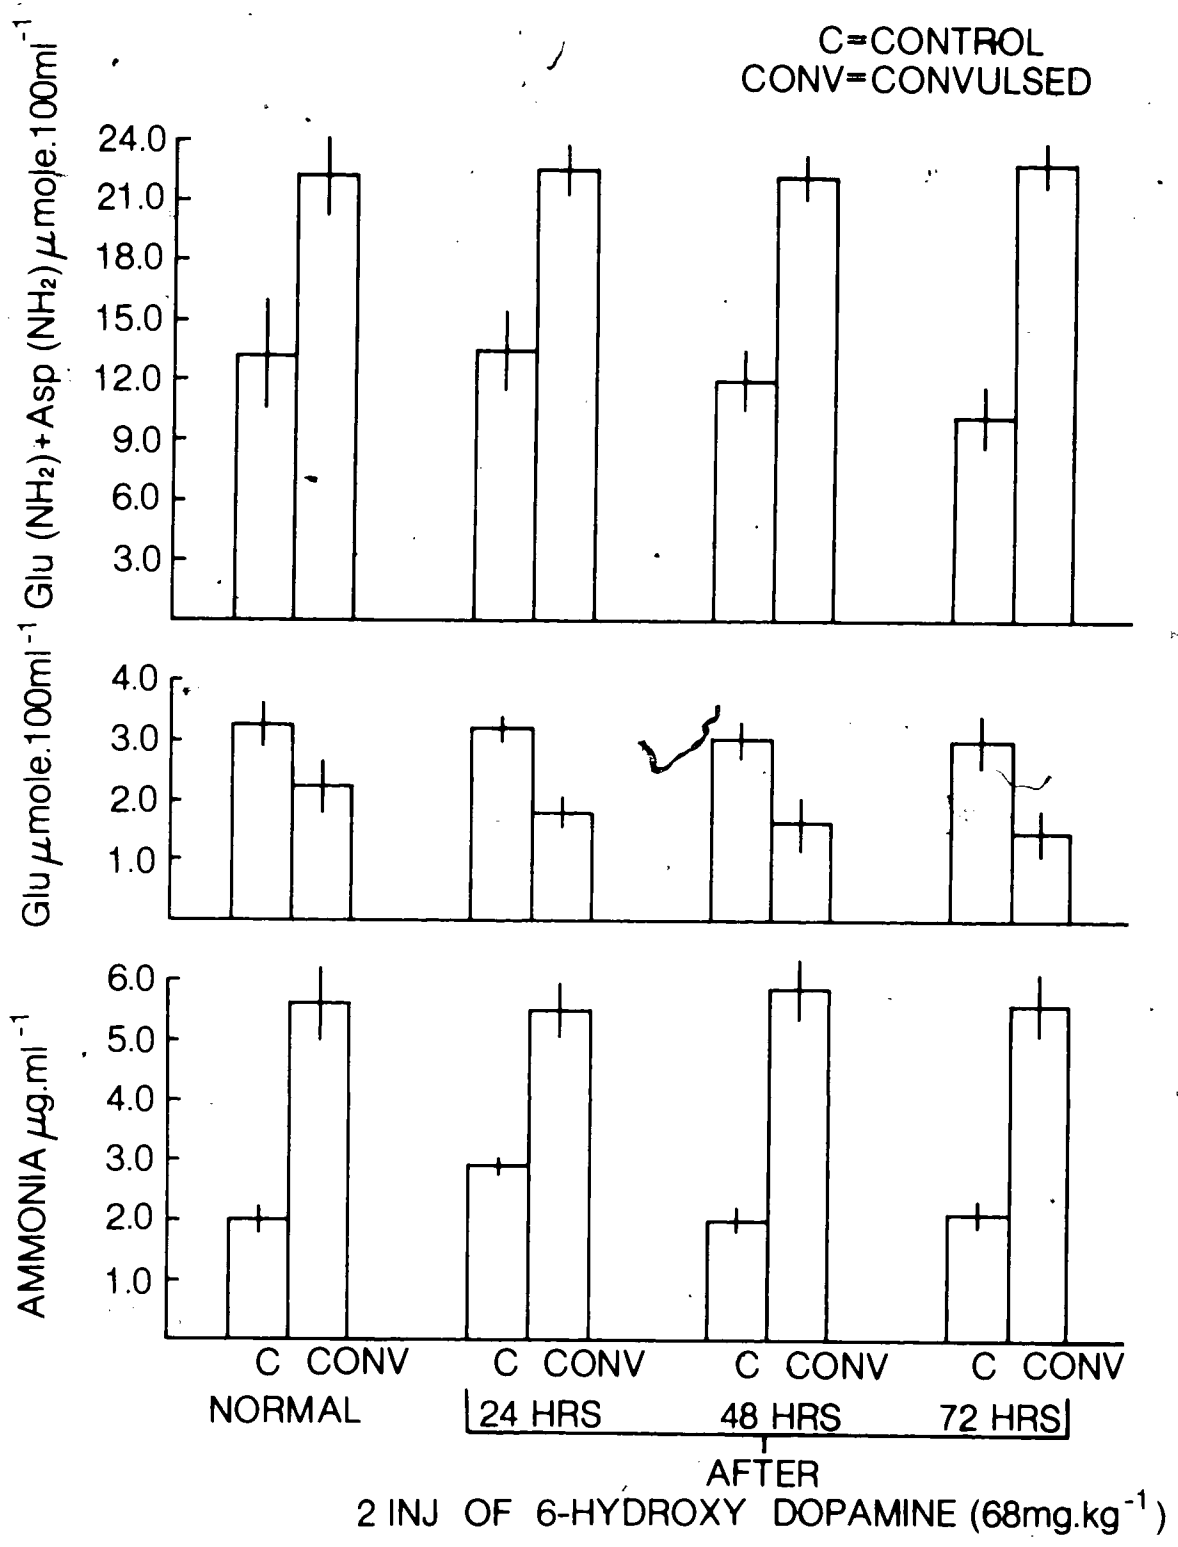 C=CONTROL
CONV=CONVULSED
Glu (NH₂)+Asp (NH₂) μmole.100ml⁻¹
24.0
21.0
18.0
15.0
12.0
9.0
6.0
3.0
Glu μmole.100ml⁻¹
4.0
3.0
2.0
1.0
AMMONIA μg.ml⁻¹
6.0
5.0
4.0
3.0
2.0
1.0
C CONV C CONV C CONV C CONV
NORMAL 24 HRS 48 HRS 72 HRS
AFTER
2 INJ OF 6-HYDROXY DOPAMINE (68mg.kg⁻¹)